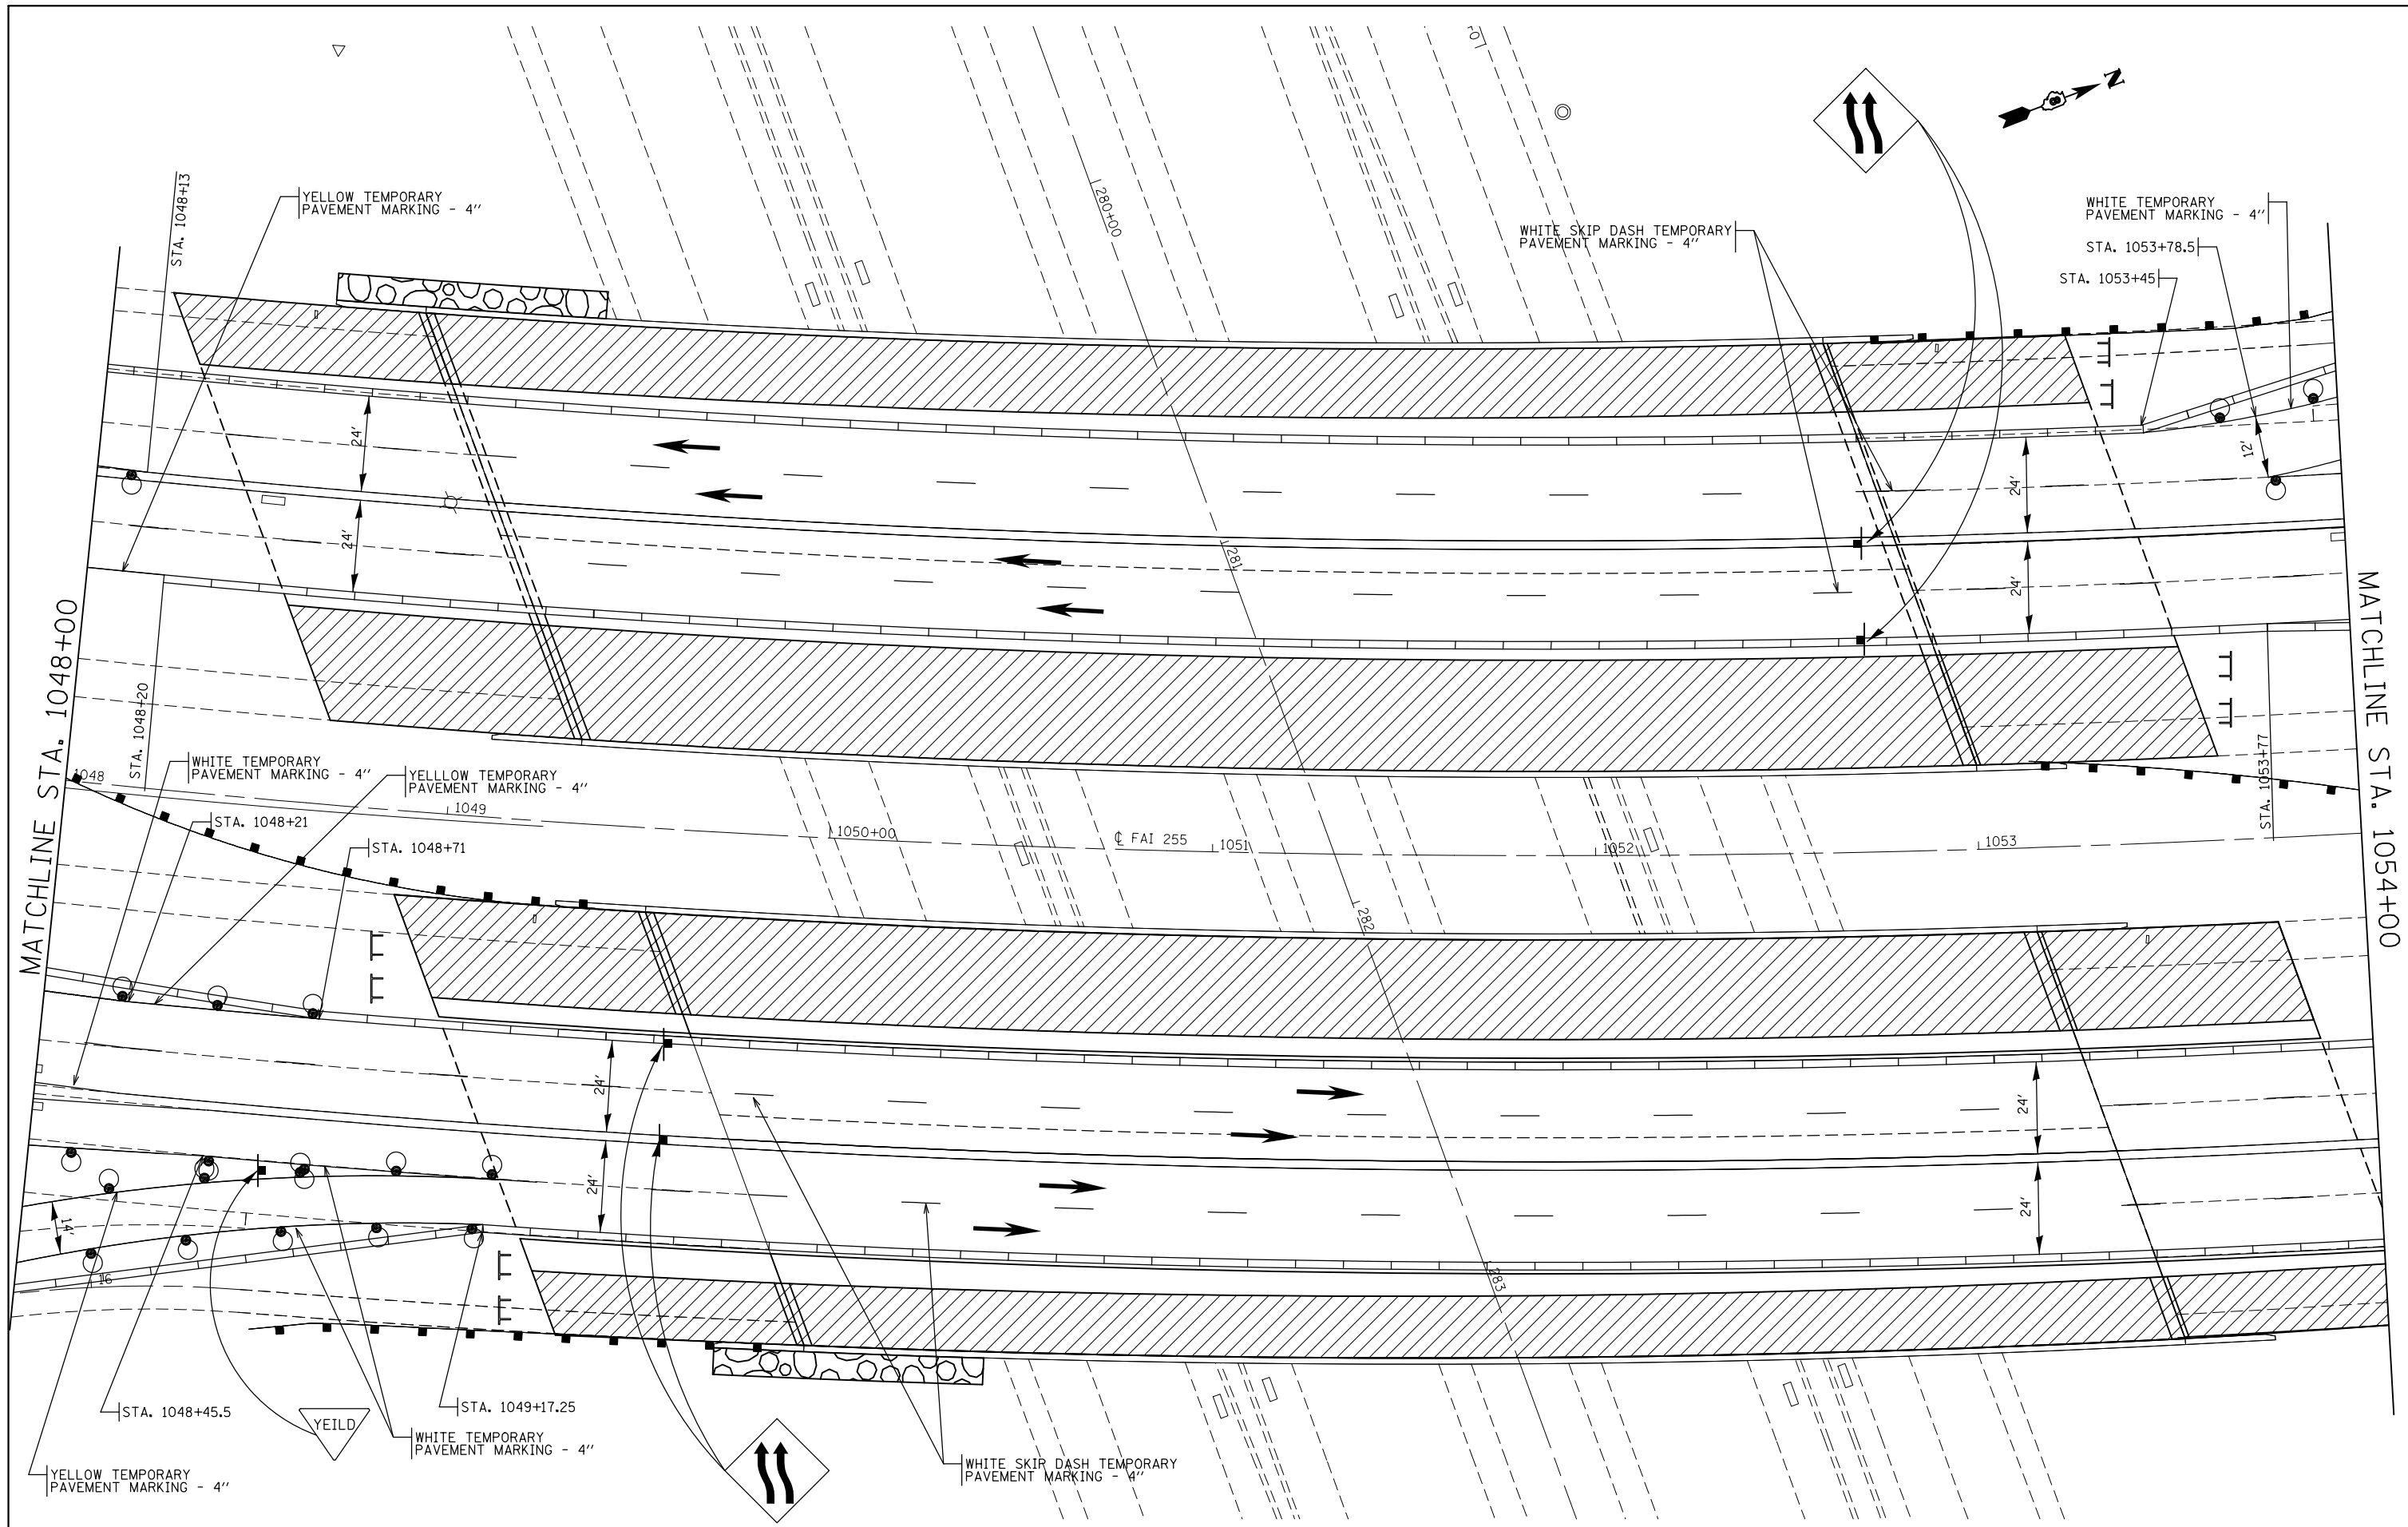 N
STA. 1048+13
YELLOW TEMPORARY
PAVEMENT MARKING - 4"
280+00
WHITE SKIP DASH TEMPORARY
PAVEMENT MARKING - 4"
WHITE TEMPORARY
PAVEMENT MARKING - 4"
STA. 1053+78.5
STA. 1053+45
24'
24'
12'
24'
24'
281
24'
MATCHLINE STA. 1048+00
MATCHLINE STA. 1054+00
STA. 1048+20
STA. 1053+77
WHITE TEMPORARY
PAVEMENT MARKING - 4"
YELLLOW TEMPORARY
PAVEMENT MARKING - 4"
1048
1049
1050+00
℄ FAI 255
1051
1052
1053
STA. 1048+21
STA. 1048+71
282
24'
24'
24'
24'
14'
16
283
STA. 1048+45.5
YEILD
STA. 1049+17.25
WHITE TEMPORARY
PAVEMENT MARKING - 4"
WHITE SKIP DASH TEMPORARY
PAVEMENT MARKING - 4"
YELLOW TEMPORARY
PAVEMENT MARKING - 4"